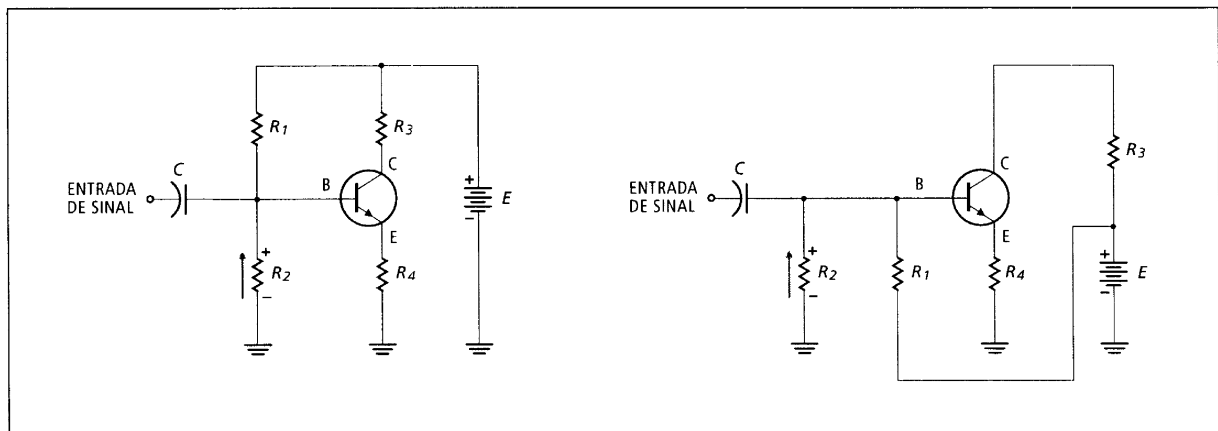 R1
R3
C
C
ENTRADA
DE SINAL
B
+
E
-
E
+
R2
-
R4
C
R3
C
ENTRADA
DE SINAL
B
E
+
R2
-
R1
R4
+
E
-